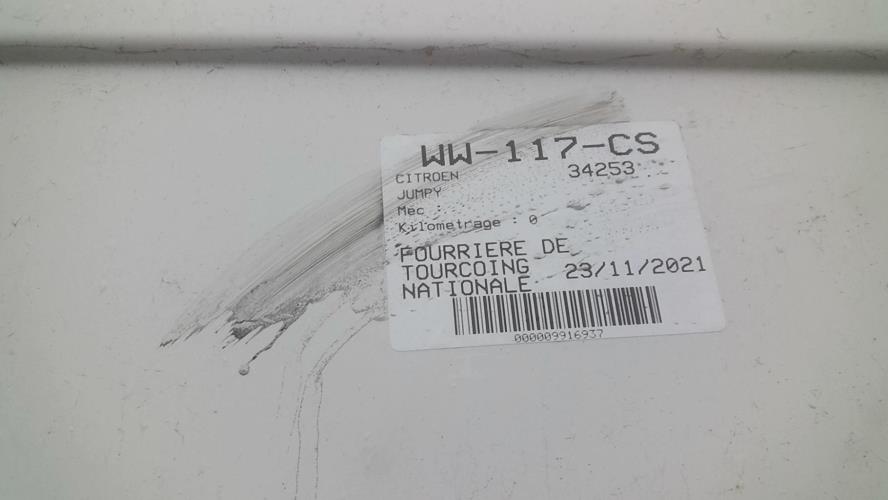 WW-117-CS
CITROEN 34253
JUMPY
Mec :
Kilometrage : 0
FOURRIERE DE
TOURCOING 23/11/2021
NATIONALE
000009916937